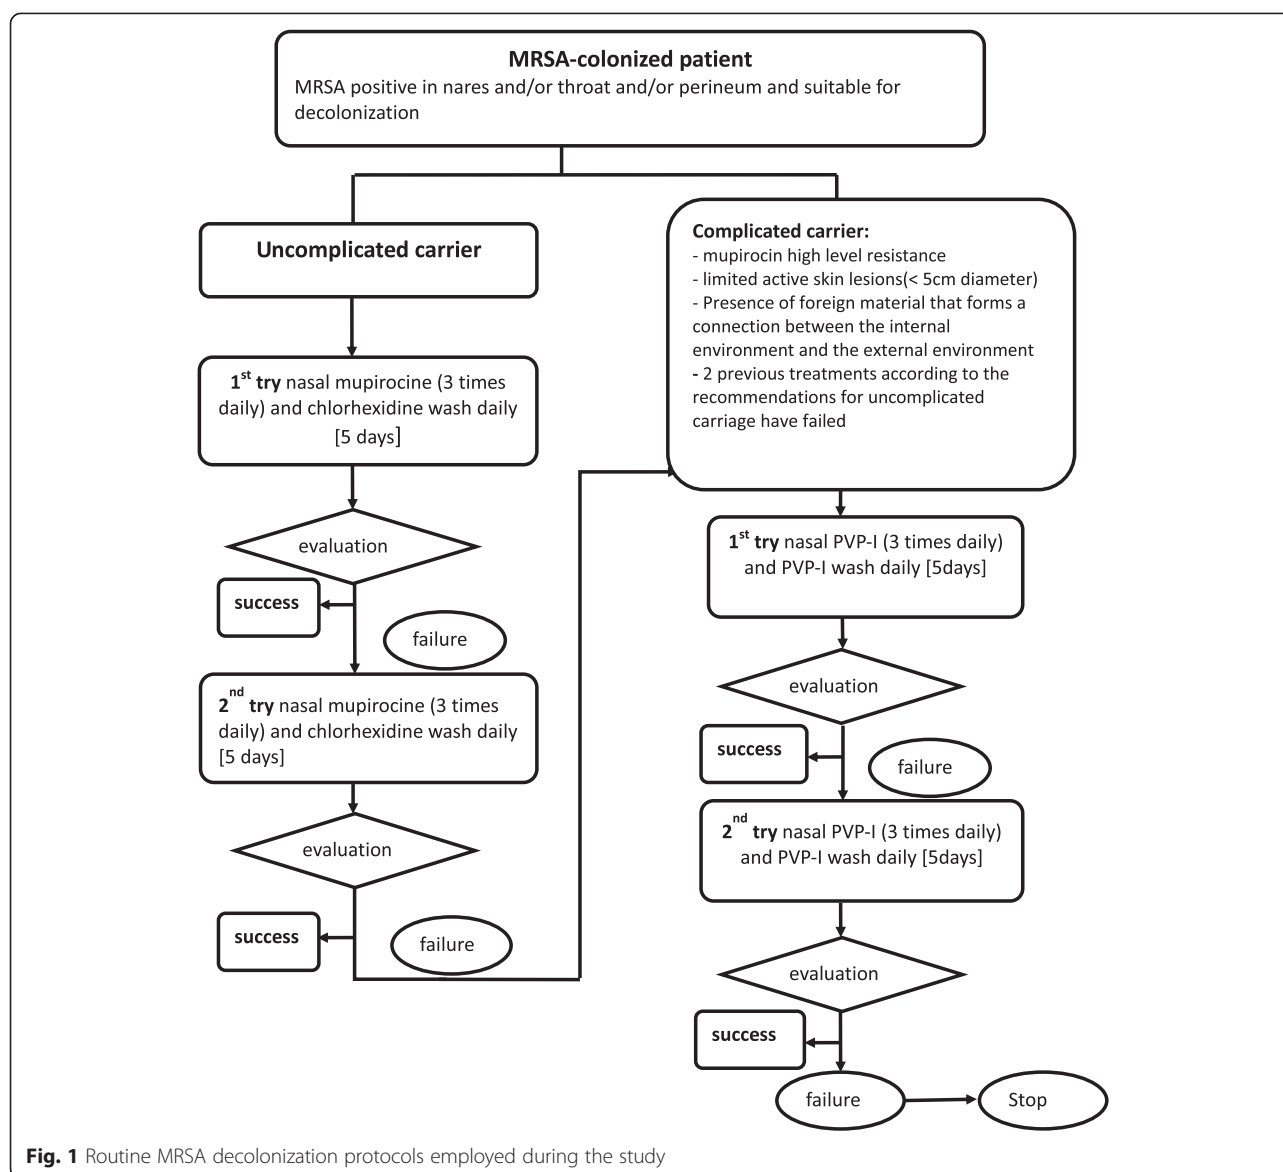 MRSA-colonized patient
MRSA positive in nares and/or throat and/or perineum and suitable for
decolonization
Uncomplicated carrier
1st try nasal mupirocine (3 times
daily) and chlorhexidine wash daily
[5 days]
evaluation
success
failure
2nd try nasal mupirocine (3 times
daily) and chlorhexidine wash daily
[5 days]
evaluation
success
failure
Complicated carrier:
- mupirocin high level resistance
- limited active skin lesions(< 5cm diameter)
- Presence of foreign material that forms a
connection between the internal
environment and the external environment
- 2 previous treatments according to the
recommendations for uncomplicated
carriage have failed
1st try nasal PVP-I (3 times daily)
and PVP-I wash daily [5days]
evaluation
success
failure
2nd try nasal PVP-I (3 times daily)
and PVP-I wash daily [5days]
evaluation
success
failure
Stop
Fig. 1 Routine MRSA decolonization protocols employed during the study